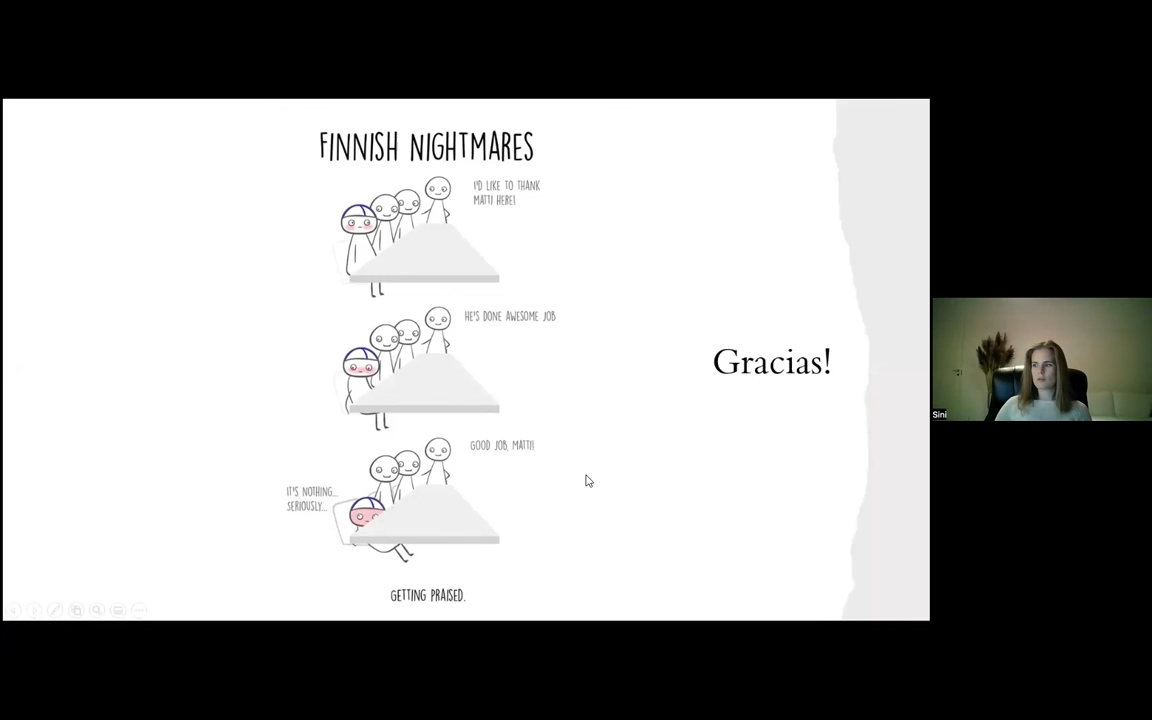 FINNISH NIGHTMARES
I'D LIKE TO THANK
MATTI HERE!
HE'S DONE AWESOME JOB
GOOD JOB, MATTI!
IT'S NOTHING...
SERIOUSLY...
GETTING PRAISED.
Gracias!
Sini